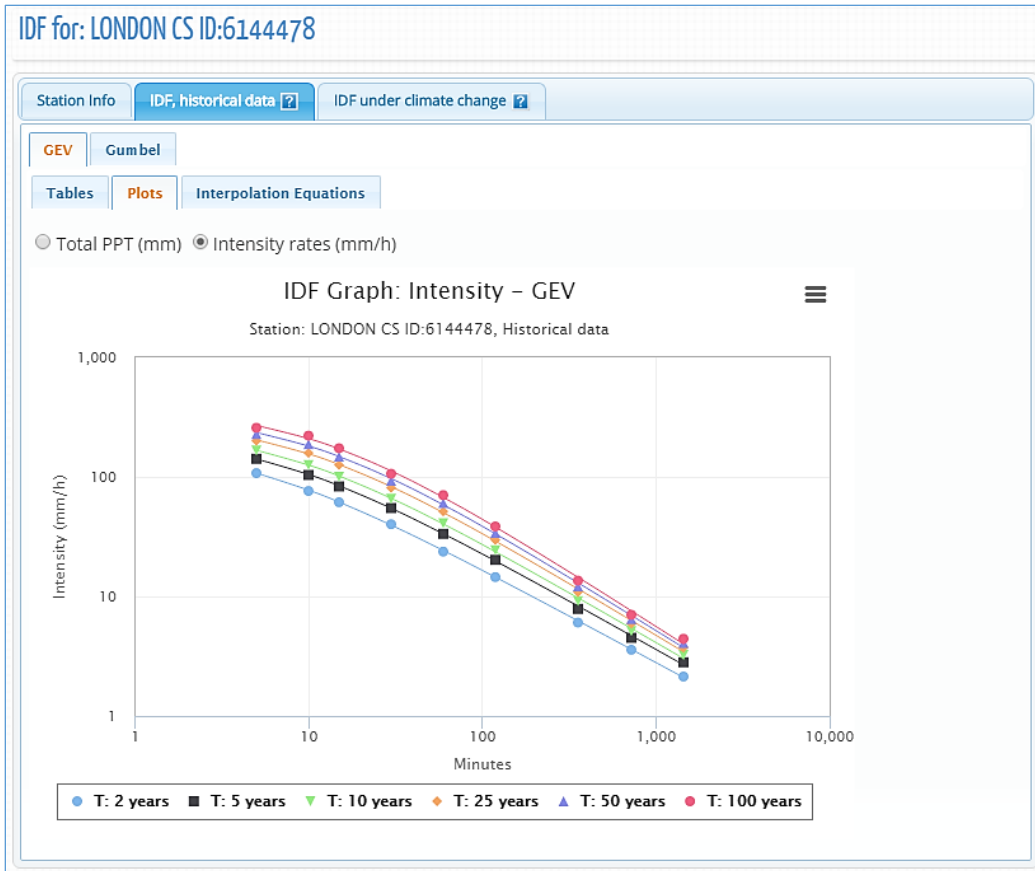 IDF for: LONDON CS ID:6144478
Station Info IDF, historical data ? IDF under climate change ?
GEV Gumbel
Tables Plots Interpolation Equations
Total PPT (mm) Intensity rates (mm/h)
IDF Graph: Intensity – GEV
Station: LONDON CS ID:6144478, Historical data
1,000
100
10
1
Intensity (mm/h)
1 10 100 1,000 10,000
Minutes
T: 2 years T: 5 years T: 10 years T: 25 years T: 50 years T: 100 years